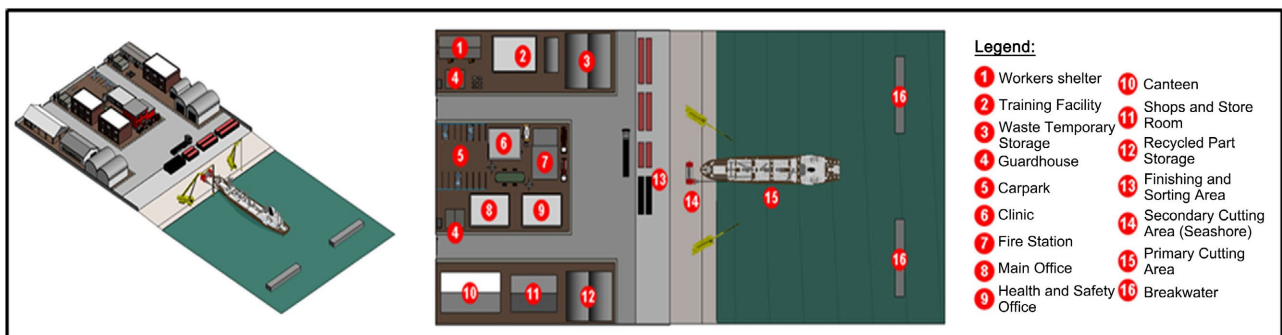 1
2
3
4
5
6
7
8
9
4
10
11
12
13
14
15
16
16
Legend:
1 Workers shelter
2 Training Facility
3 Waste Temporary
Storage
4 Guardhouse
5 Carpark
6 Clinic
7 Fire Station
8 Main Office
9 Health and Safety
Office
10 Canteen
11 Shops and Store
Room
12 Recycled Part
Storage
13 Finishing and
Sorting Area
14 Secondary Cutting
Area (Seashore)
15 Primary Cutting
Area
16 Breakwater